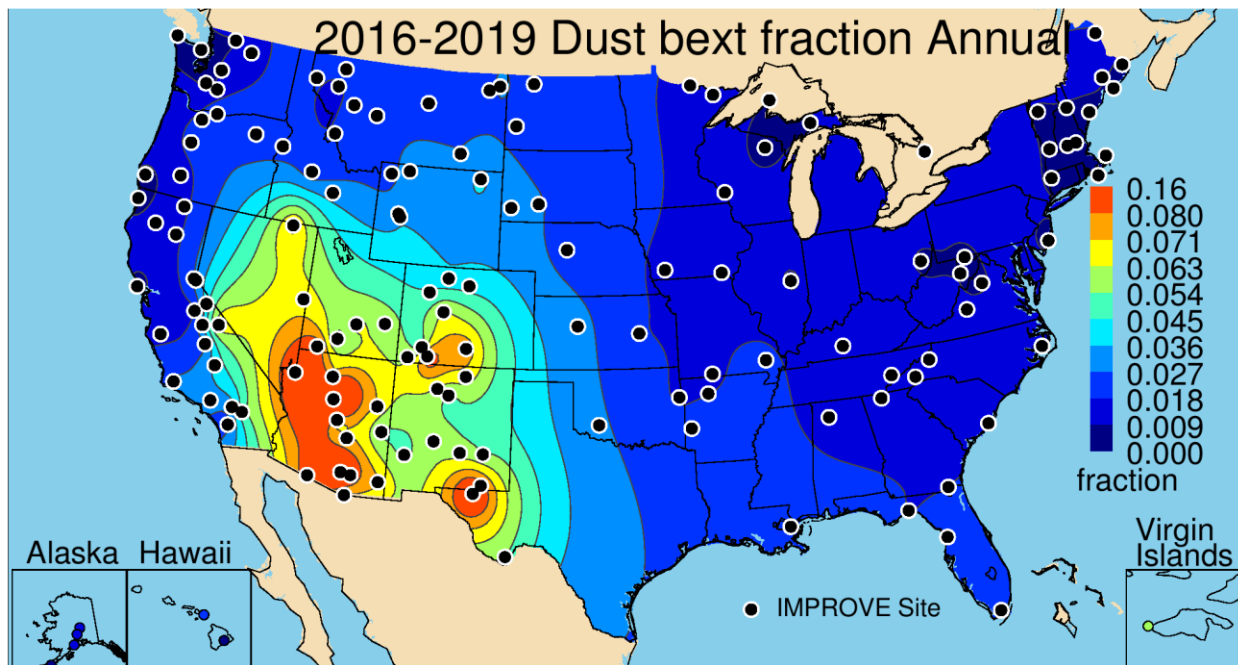 2016-2019 Dust bext fraction Annual
0.16
0.080
0.071
0.063
0.054
0.045
0.036
0.027
0.018
0.009
0.000
fraction
Alaska
Hawaii
Virgin
Islands
IMPROVE Site